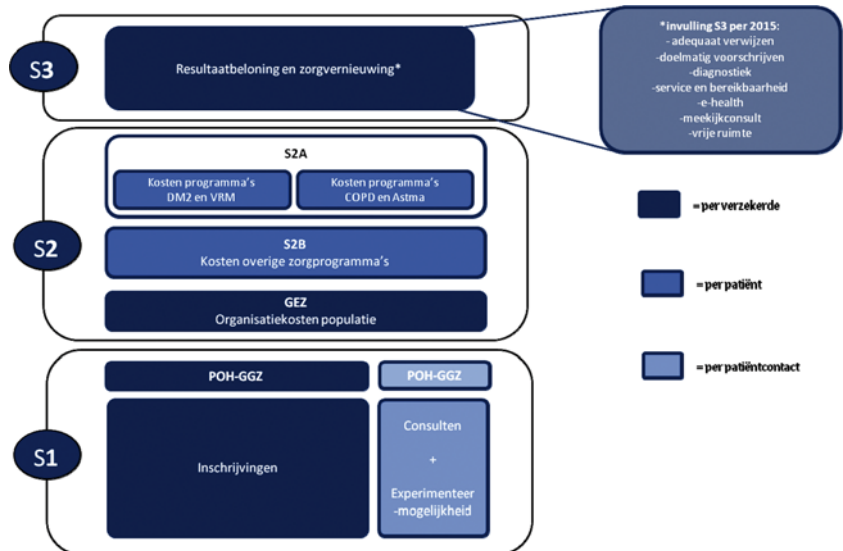 S3
Resultaatbeloning en zorgvernieuwing*
*invulling S3 per 2015:
- adequaat verwijzen
-doelmatig voorschrijven
-diagnostiek
-service en bereikbaarheid
-e-health
-meekijkconsult
-vrije ruimte
S2
S2A
Kosten programma's
DM2 en VRM
Kosten programma's
COPD en Astma
S2B
Kosten overige zorgprogramma's
GEZ
Organisatiekosten populatie
S1
POH-GGZ
POH-GGZ
Inschrijvingen
Consulten
+
Experimenteer
-mogelijkheid
= per verzekerde
= per patiënt
= per patiëntcontact